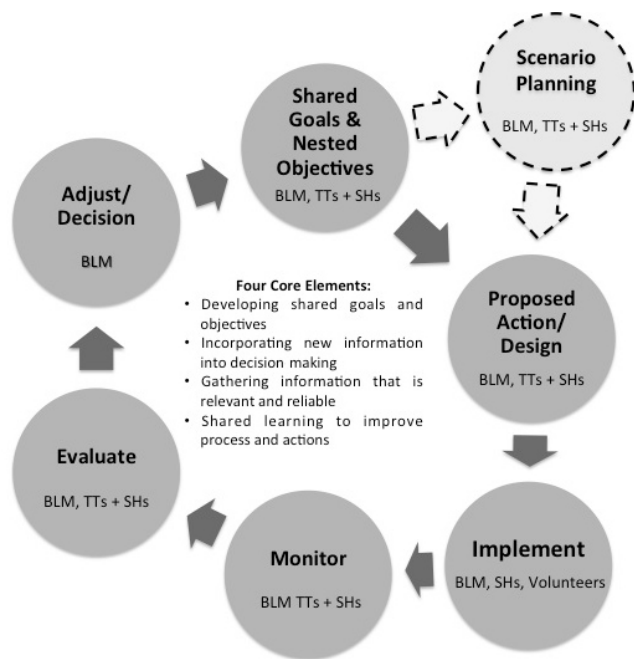 Scenario
Planning
BLM, TTs + SHs
Shared
Goals &
Nested
Objectives
BLM, TTs + SHs
Adjust/
Decision
BLM
Four Core Elements:
• Developing shared goals and
objectives
• Incorporating new information
into decision making
• Gathering information that is
relevant and reliable
• Shared learning to improve
process and actions
Proposed
Action/
Design
BLM, TTs + SHs
Evaluate
BLM, TTs + SHs
Monitor
BLM TTs + SHs
Implement
BLM, SHs, Volunteers